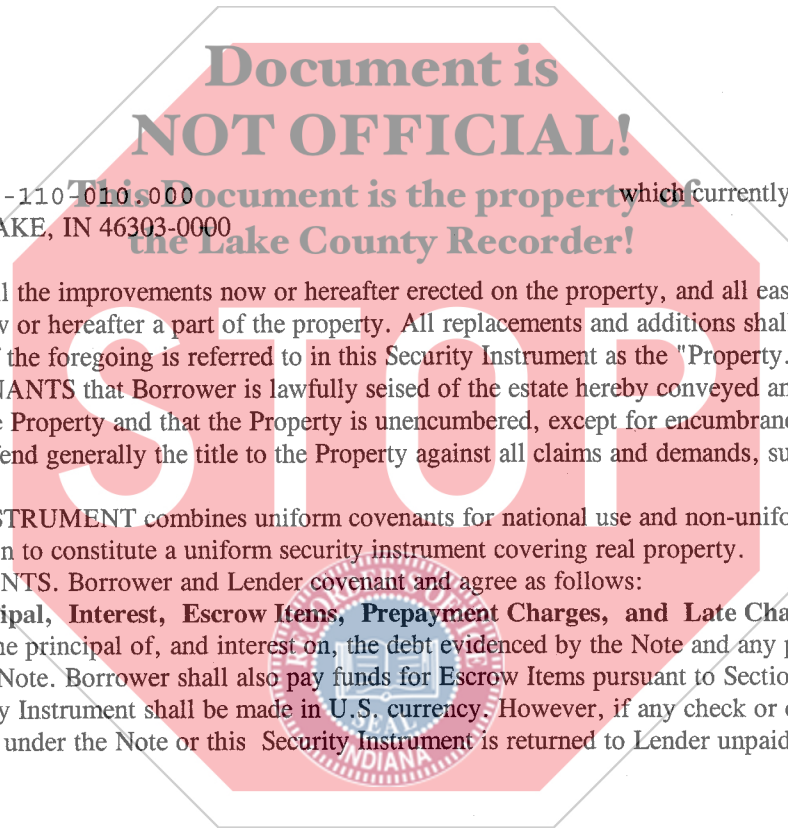 Document is
NOT OFFICIAL!
This Document is the property of
the Lake County Recorder!
-110-010.000 which currently
AKE, IN 46303-0000
l the improvements now or hereafter erected on the property, and all eas
or hereafter a part of the property. All replacements and additions shal
the foregoing is referred to in this Security Instrument as the "Property.
NANTS that Borrower is lawfully seised of the estate hereby conveyed an
e Property and that the Property is unencumbered, except for encumbranc
fend generally the title to the Property against all claims and demands, su
STOP
STRUMENT combines uniform covenants for national use and non-unifo
n to constitute a uniform security instrument covering real property.
NTS. Borrower and Lender covenant and agree as follows:
ipal, Interest, Escrow Items, Prepayment Charges, and Late Cha
he principal of, and interest on, the debt evidenced by the Note and any p
Note. Borrower shall also pay funds for Escrow Items pursuant to Sectio
y Instrument shall be made in U.S. currency. However, if any check or o
under the Note or this Security Instrument is returned to Lender unpaid
RECORDER'S OFFICE
SEAL
INDIANA